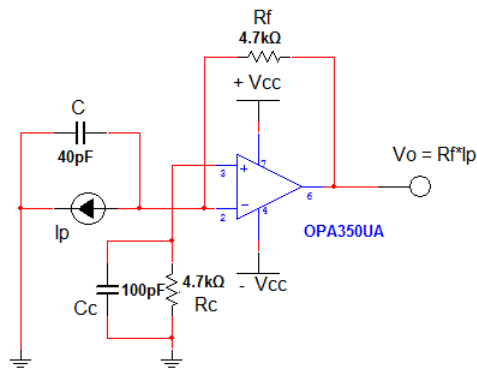 Rf
4.7kΩ
+ Vcc
C
40pF
3
7
Vo = Rf*Ip
6
2
4
Ip
OPA350UA
100pF
4.7kΩ
Cc
Rc
- Vcc